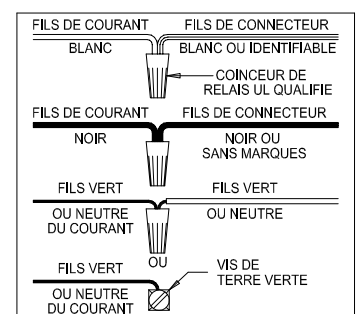 FILS DE COURANT FILS DE CONNECTEUR
BLANC BLANC OU IDENTIFIABLE
COINCEUR DE
RELAIS UL QUALIFIE
FILS DE COURANT FILS DE CONNECTEUR
NOIR NOIR OU
SANS MARQUES
FILS VERT FILS VERT
OU NEUTRE OU NEUTRE
DU COURANT
OU
FILS VERT VIS DE
TERRE VERTE
OU NEUTRE
DU COURANT